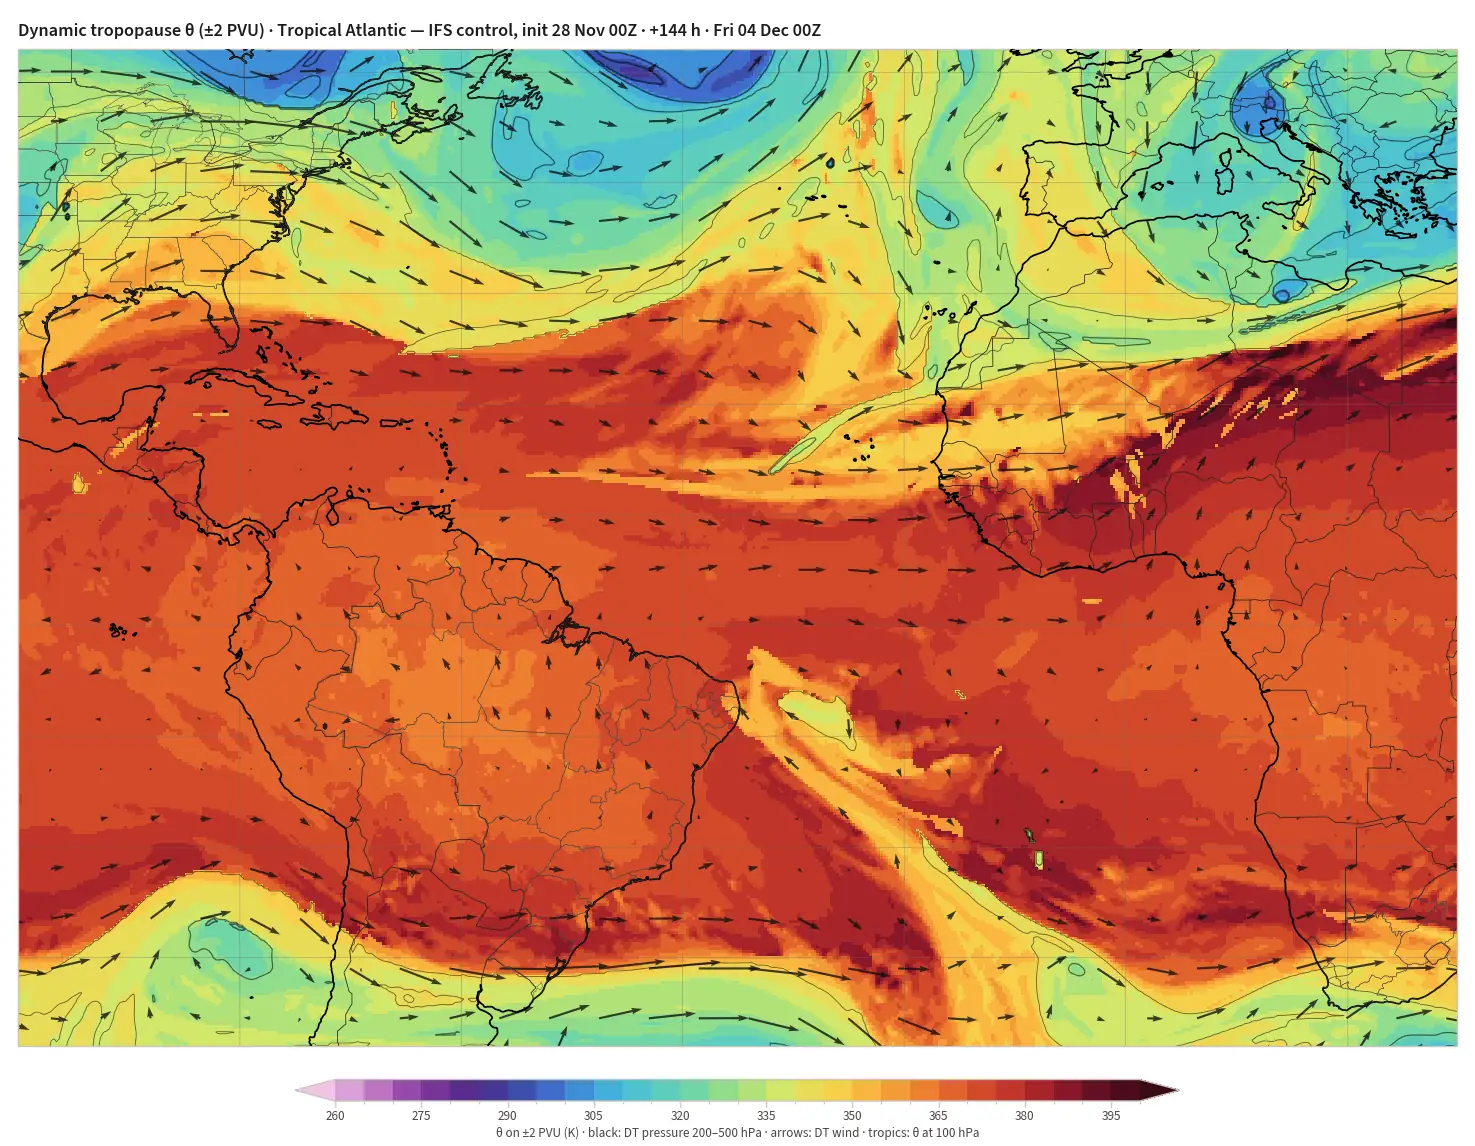 Dynamic tropopause θ (±2 PVU) · Tropical Atlantic — IFS control, init 28 Nov 00Z · +144 h · Fri 04 Dec 00Z
260 275 290 305 320 335 350 365 380 395
θ on ±2 PVU (K) · black: DT pressure 200–500 hPa · arrows: DT wind · tropics: θ at 100 hPa